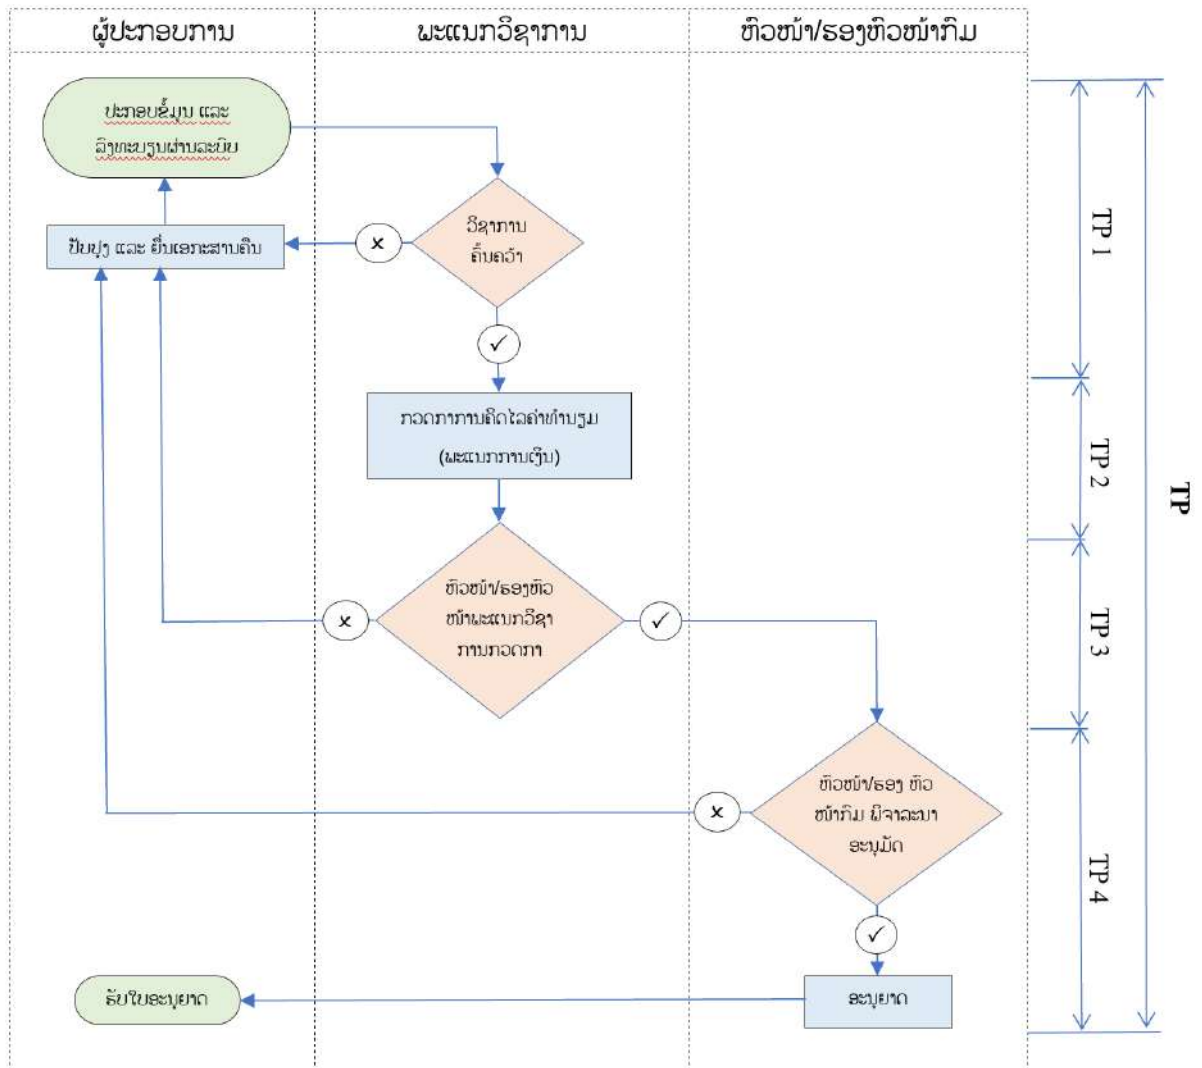 ຜູ້ປະກອບການ
ພະແນກວິຊາການ
ຫົວໜ້າ/ຮອງຫົວໜ້າກົມ
ປະກອບຂໍ້ມູນ ແລະ
ລົງທະບຽນຜ່ານລະບົບ
ປັບປຸງ ແລະ ຍື່ນເອກະສານຄືນ
ວິຊາການ
ຄົ້ນຄວ້າ
TP 1
ກວດກາການຄິດໄລຄ່າທໍານຽມ
(ພະແນກການເງິນ)
TP 2
TP
ຫົວໜ້າ/ຮອງຫົວ
ໜ້າພະແນກວິຊາ
ການກວດກາ
TP 3
ຫົວໜ້າ/ຮອງ ຫົວ
ໜ້າກົມ ພິຈາລະນາ
ອະນຸມັດ
TP 4
ຮັບໃບອະນຸຍາດ
ອະນຸຍາດ